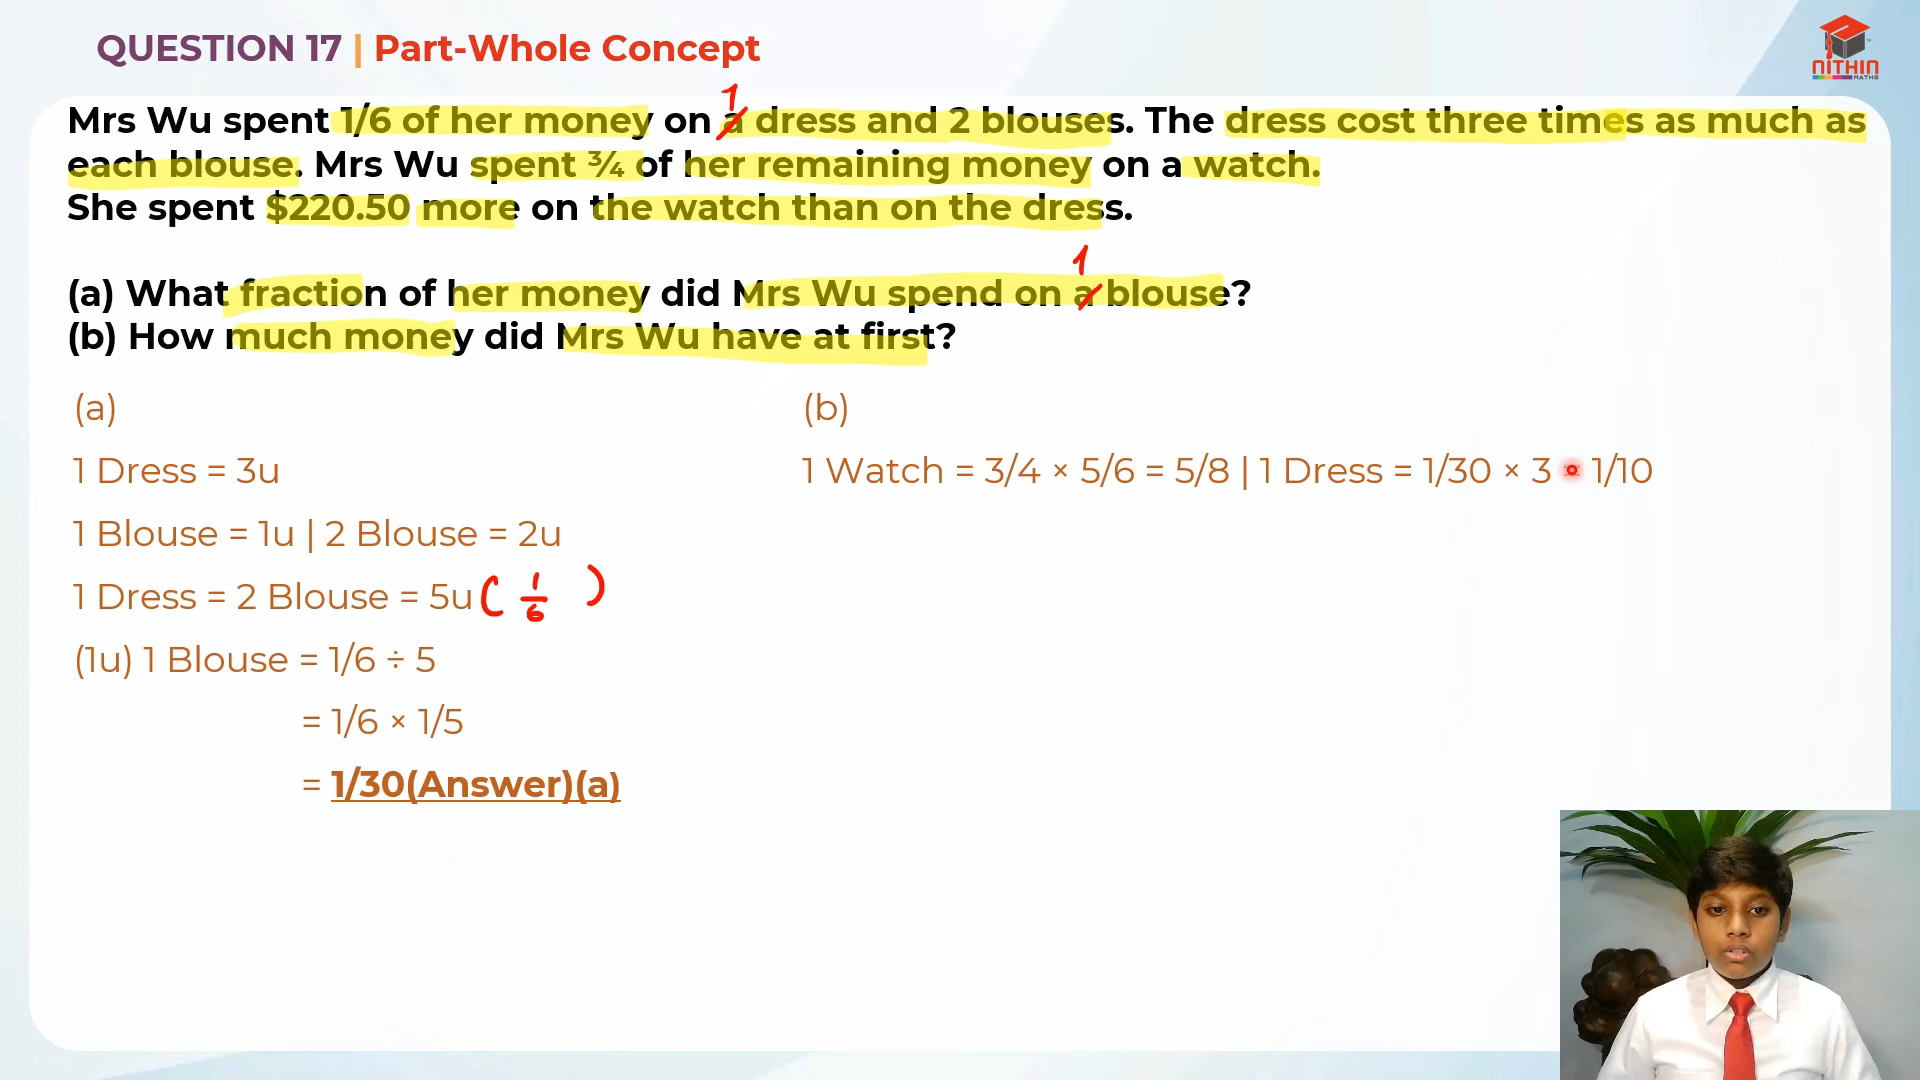 QUESTION 17 | Part-Whole Concept
NITHIN
MATHS
1
Mrs Wu spent 1/6 of her money on a dress and 2 blouses. The dress cost three times as much as
each blouse. Mrs Wu spent ¾ of her remaining money on a watch.
She spent $220.50 more on the watch than on the dress.
1
(a) What fraction of her money did Mrs Wu spend on a blouse?
(b) How much money did Mrs Wu have at first?
(a)
1 Dress = 3u
1 Blouse = 1u | 2 Blouse = 2u
1 Dress = 2 Blouse = 5u ( 1/6 )
(1u) 1 Blouse = 1/6 ÷ 5
= 1/6 × 1/5
= 1/30(Answer)(a)
(b)
1 Watch = 3/4 × 5/6 = 5/8 | 1 Dress = 1/30 × 3 = 1/10